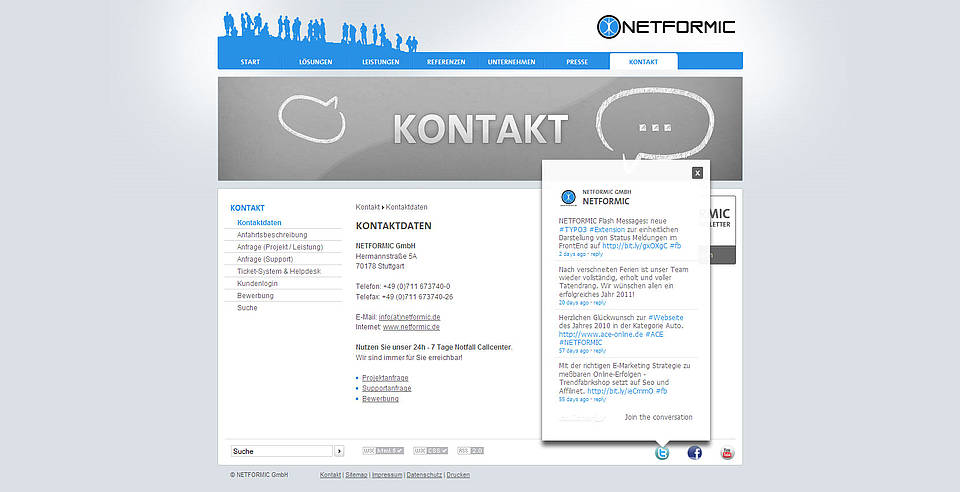 NETFORMIC
START LÖSUNGEN LEISTUNGEN REFERENZEN UNTERNEHMEN PRESSE KONTAKT
KONTAKT
KONTAKT
Kontaktdaten
Anfahrtsbeschreibung
Anfrage (Projekt / Leistung)
Anfrage (Support)
Ticket-System & Helpdesk
Kundenlogin
Bewerbung
Suche
Kontakt Kontaktdaten
KONTAKTDATEN
NETFORMIC GmbH
Hermannstraße 5A
70178 Stuttgart
Telefon: +49 (0)711 673740-0
Telefax: +49 (0)711 673740-26
E-Mail: info(at)netformic.de
Internet: www.netformic.de
Nutzen Sie unser 24h - 7 Tage Notfall Callcenter.
Wir sind immer für Sie erreichbar!
Projektanfrage
Supportanfrage
Bewerbung
X
NETFORMIC GMBH
NETFORMIC
NETFORMIC Flash Messages: neue
#TYPO3 #Extension zur einheitlichen
Darstellung von Status Meldungen im
FrontEnd auf http://bit.ly/gxOXgC #fb
2 days ago · reply
Nach verschneiten Ferien ist unser Team
wieder vollständig, erholt und voller
Tatendrang. Wir wünschen allen ein
erfolgreiches Jahr 2011!
20 days ago · reply
Herzlichen Glückwunsch zur #Webseite
des Jahres 2010 in der Kategorie Auto.
http://www.ace-online.de #ACE
#NETFORMIC
57 days ago · reply
Mit der richtigen E-Marketing Strategie zu
meßbaren Online-Erfolgen -
Trendfabrikshop setzt auf Seo und
Affilinet. http://bit.ly/ieCmmO #fb
55 days ago · reply
Join the conversation
MIC
LETTER
Suche
W3C CSS
RSS 2.0
You
© NETFORMIC GmbH
Kontakt | Sitemap | Impressum | Datenschutz | Drucken